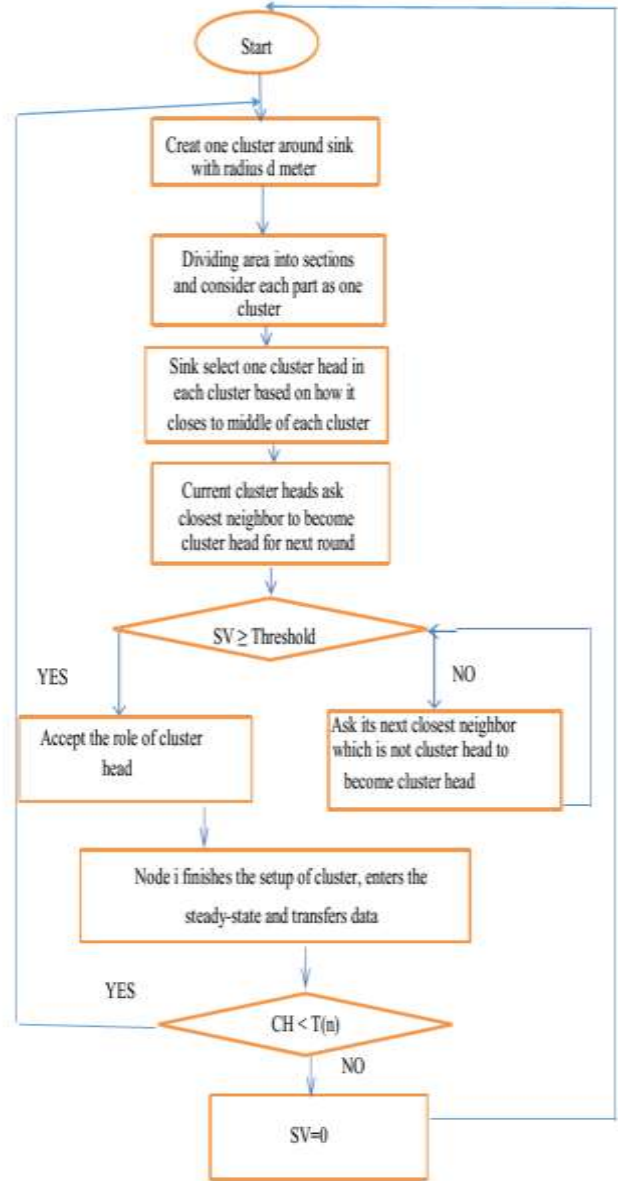 Start
Creat one cluster around sink
with radius d meter
Dividing area into sections
and consider each part as one
cluster
Sink select one cluster head in
each cluster based on how it
closes to middle of each cluster
Current cluster heads ask
closest neighbor to become
cluster head for next round
SV ≥ Threshold
YES
NO
Accept the role of cluster
head
Ask its next closest neighbor
which is not cluster head to
become cluster head
Node i finishes the setup of cluster, enters the
steady-state and transfers data
YES
CH < T(n)
NO
SV=0